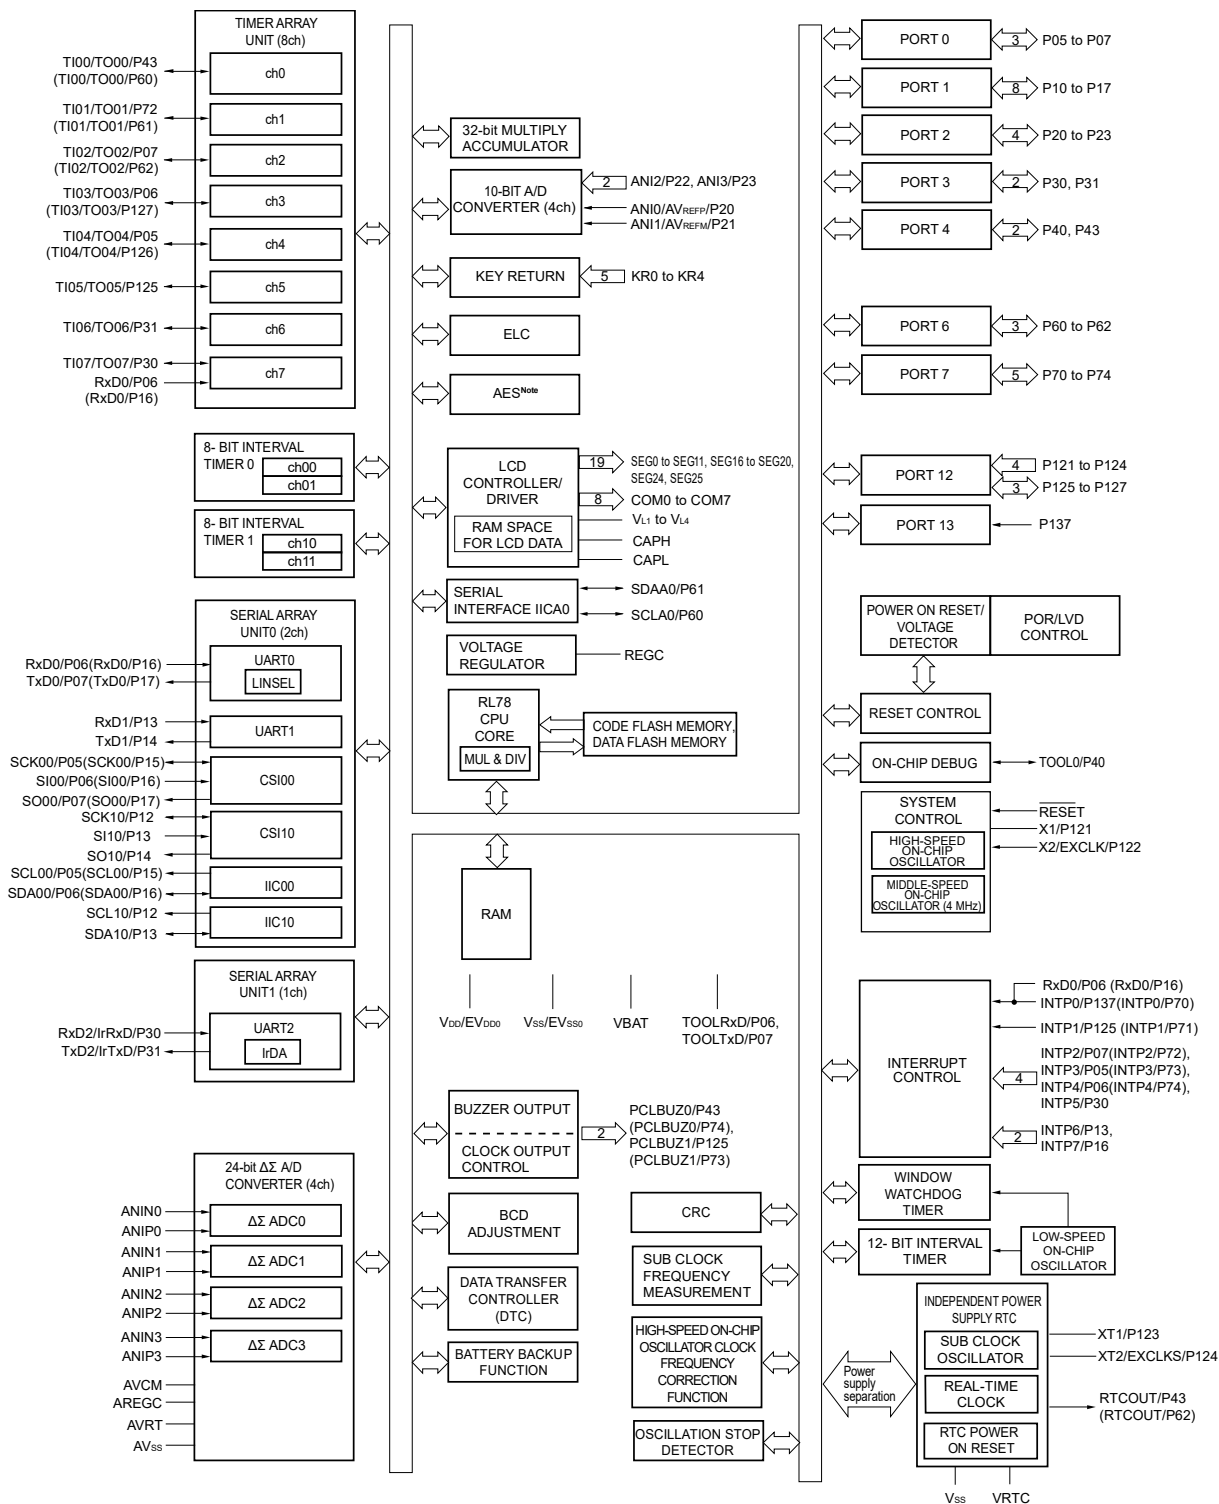 TIMER ARRAY
UNIT (8ch)
TI00/TO00/P43
(TI00/TO00/P60)
ch0
TI01/TO01/P72
(TI01/TO01/P61)
ch1
TI02/TO02/P07
(TI02/TO02/P62)
ch2
TI03/TO03/P06
(TI03/TO03/P127)
ch3
TI04/TO04/P05
(TI04/TO04/P126)
ch4
TI05/TO05/P125
ch5
TI06/TO06/P31
ch6
TI07/TO07/P30
RxD0/P06
(RxD0/P16)
ch7
8- BIT INTERVAL
TIMER 0
ch00
ch01
8- BIT INTERVAL
TIMER 1
ch10
ch11
SERIAL ARRAY
UNIT0 (2ch)
RxD0/P06(RxD0/P16)
TxD0/P07(TxD0/P17)
UART0
LINSEL
RxD1/P13
TxD1/P14
UART1
SCK00/P05(SCK00/P15)
SI00/P06(SI00/P16)
SO00/P07(SO00/P17)
CSI00
SCK10/P12
SI10/P13
SO10/P14
CSI10
SCL00/P05(SCL00/P15)
SDA00/P06(SDA00/P16)
IIC00
SCL10/P12
SDA10/P13
IIC10
SERIAL ARRAY
UNIT1 (1ch)
RxD2/IrRxD/P30
TxD2/IrTxD/P31
UART2
IrDA
24-bit ΔΣ A/D
CONVERTER (4ch)
ANIN0
ANIP0
ΔΣ ADC0
ANIN1
ANIP1
ΔΣ ADC1
ANIN2
ANIP2
ΔΣ ADC2
ANIN3
ANIP3
ΔΣ ADC3
AVCM
AREGC
AVRT
AVSS
32-bit MULTIPLY
ACCUMULATOR
10-BIT A/D
CONVERTER (4ch)
2
ANI2/P22, ANI3/P23
ANI0/AVREFP/P20
ANI1/AVREFM/P21
KEY RETURN
5
KR0 to KR4
ELC
AESNote
LCD
CONTROLLER/
DRIVER
RAM SPACE
FOR LCD DATA
19
SEG0 to SEG11, SEG16 to SEG20,
SEG24, SEG25
8
COM0 to COM7
VL1 to VL4
CAPH
CAPL
SERIAL
INTERFACE IICA0
SDAA0/P61
SCLA0/P60
VOLTAGE
REGULATOR
REGC
RL78
CPU
CORE
MUL & DIV
CODE FLASH MEMORY,
DATA FLASH MEMORY
RAM
VDD/EVDD0
VSS/EVSS0
VBAT
TOOLRxD/P06,
TOOLTxD/P07
BUZZER OUTPUT
CLOCK OUTPUT
CONTROL
2
PCLBUZ0/P43
(PCLBUZ0/P74),
PCLBUZ1/P125
(PCLBUZ1/P73)
BCD
ADJUSTMENT
DATA TRANSFER
CONTROLLER
(DTC)
BATTERY BACKUP
FUNCTION
CRC
SUB CLOCK
FREQUENCY
MEASUREMENT
HIGH-SPEED ON-CHIP
OSCILLATOR CLOCK
FREQUENCY
CORRECTION
FUNCTION
OSCILLATION STOP
DETECTOR
PORT 0
3
P05 to P07
PORT 1
8
P10 to P17
PORT 2
4
P20 to P23
PORT 3
2
P30, P31
PORT 4
2
P40, P43
PORT 6
3
P60 to P62
PORT 7
5
P70 to P74
PORT 12
4
P121 to P124
3
P125 to P127
PORT 13
P137
POWER ON RESET/
VOLTAGE
DETECTOR
POR/LVD
CONTROL
RESET CONTROL
ON-CHIP DEBUG
TOOL0/P40
SYSTEM
CONTROL
HIGH-SPEED
ON-CHIP
OSCILLATOR
MIDDLE-SPEED
ON-CHIP
OSCILLATOR (4 MHz)
RESET
X1/P121
X2/EXCLK/P122
INTERRUPT
CONTROL
RxD0/P06 (RxD0/P16)
INTP0/P137(INTP0/P70)
INTP1/P125 (INTP1/P71)
4
INTP2/P07(INTP2/P72),
INTP3/P05(INTP3/P73),
INTP4/P06(INTP4/P74),
INTP5/P30
2
INTP6/P13,
INTP7/P16
WINDOW
WATCHDOG
TIMER
12- BIT INTERVAL
TIMER
LOW-SPEED
ON-CHIP
OSCILLATOR
Power
supply
separation
INDEPENDENT POWER
SUPPLY RTC
SUB CLOCK
OSCILLATOR
REAL-TIME
CLOCK
RTC POWER
ON RESET
XT1/P123
XT2/EXCLKS/P124
RTCOUT/P43
(RTCOUT/P62)
VSS
VRTC